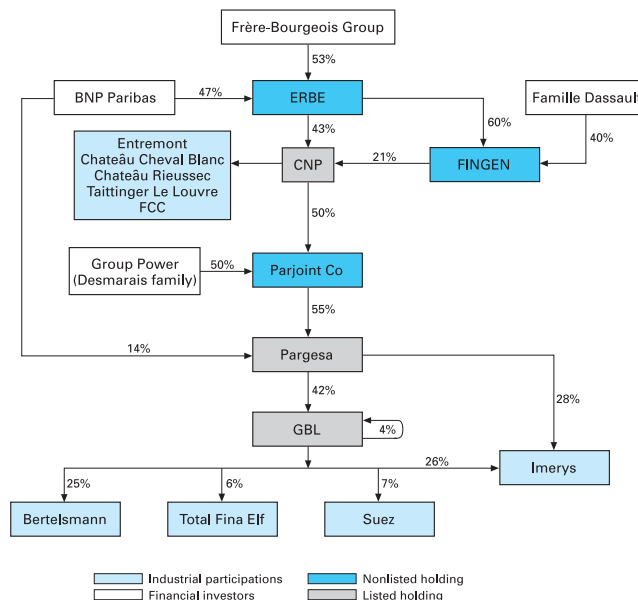 Frère-Bourgeois Group
53%
BNP Paribas
47%
ERBE
Famille Dassault
43%
60%
40%
Entremont
Chateâu Cheval Blanc
Chateâu Rieussec
Taittinger Le Louvre
FCC
CNP
21%
FINGEN
50%
Group Power
(Desmarais family)
50%
Parjoint Co
55%
14%
Pargesa
42%
28%
GBL
4%
26%
Imerys
25%
6%
7%
Bertelsmann
Total Fina Elf
Suez
Industrial participations
Nonlisted holding
Financial investors
Listed holding